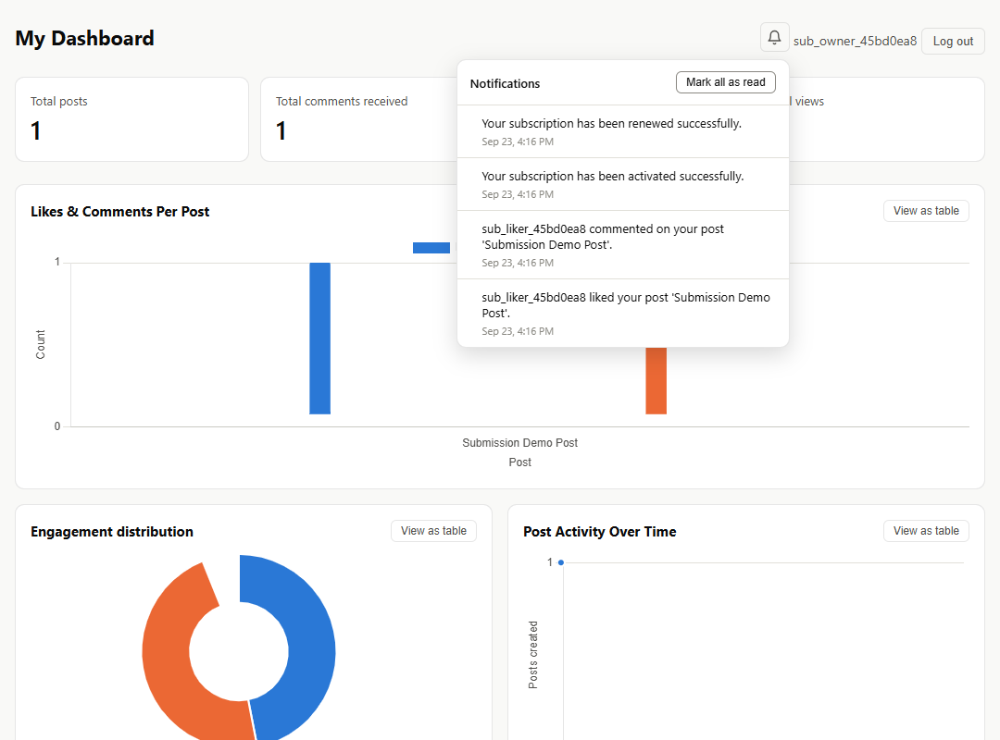 My Dashboard
sub_owner_45bd0ea8
Log out
Total posts
1
Total comments received
1
views
Notifications
Mark all as read
Your subscription has been renewed successfully.
Sep 23, 4:16 PM
Your subscription has been activated successfully.
Sep 23, 4:16 PM
sub_liker_45bd0ea8 commented on your post
'Submission Demo Post'.
Sep 23, 4:16 PM
sub_liker_45bd0ea8 liked your post 'Submission Demo
Post'.
Sep 23, 4:16 PM
Likes & Comments Per Post
View as table
1
Count
0
Submission Demo Post
Post
Engagement distribution
View as table
Post Activity Over Time
View as table
1
Posts created